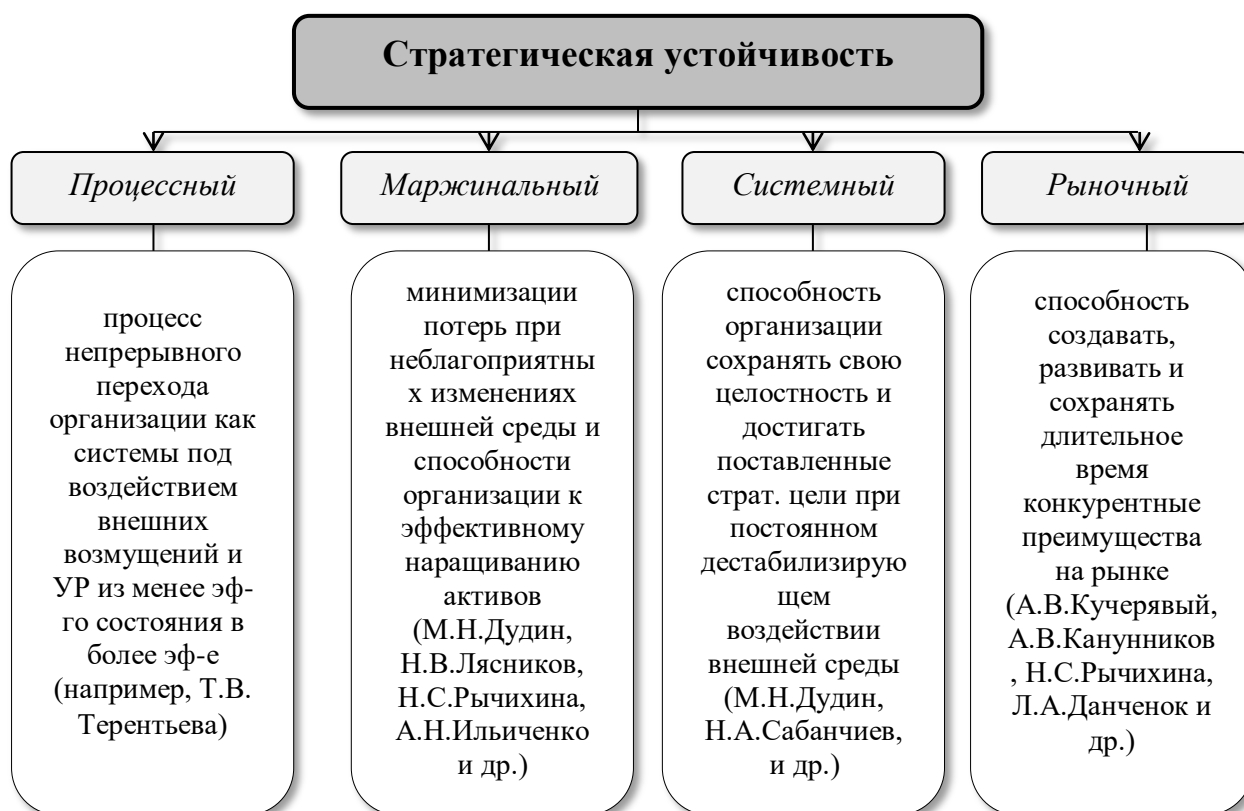 Стратегическая устойчивость
Процессный
Маржинальный
Системный
Рыночный
процесс
непрерывного
перехода
организации как
системы под
воздействием
внешних
возмущений и
УР из менее эф-
го состояния в
более эф-е
(например, Т.В.
Терентьева)
минимизации
потерь при
неблагоприятны
х изменениях
внешней среды и
способности
организации к
эффективному
наращиванию
активов
(М.Н.Дудин,
Н.В.Лясников,
Н.С.Рычихина,
А.Н.Ильиченко
и др.)
способность
организации
сохранять свою
целостность и
достигать
поставленные
страт. цели при
постоянном
дестабилизирую
щем
воздействии
внешней среды
(М.Н.Дудин,
Н.А.Сабанчиев,
и др.)
способность
создавать,
развивать и
сохранять
длительное
время
конкурентные
преимущества
на рынке
(А.В.Кучерявый,
А.В.Канунников
, Н.С.Рычихина,
Л.А.Данченок и
др.)